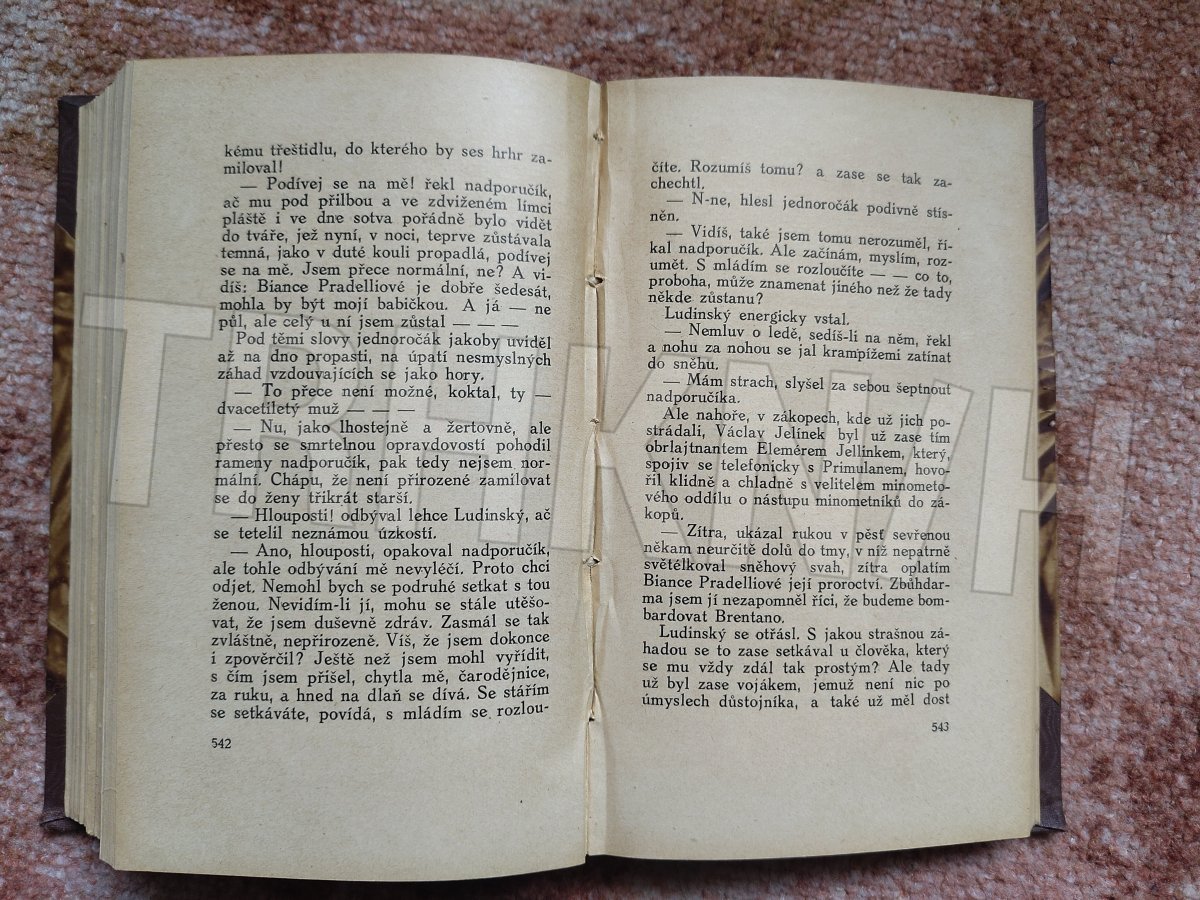 kému třeštidlu, do kterého by ses hrhr za-
miloval!
— Podívej se na mě! řekl nadporučík,
ač mu pod přilbou a ve zdviženém límci
pláště i ve dne sotva pořádně bylo vidět
do tváře, jež nyní, v noci, teprve zůstávala
temná, jako v duté kouli propadlá, podívej
se na mě. Jsem přece normální, ne? A vi-
díš: Biance Pradelliové je dobře šedesát,
mohla by být mojí babičkou. A já — ne
půl, ale celý u ní jsem zůstal — — —
Pod těmi slovy jednoročák jakoby uviděl
až na dno propasti, na úpatí nesmyslných
záhad vzdouvajících se jako hory.
— To přece není možné, koktal, ty —
dvacetiletý muž — — —
— Nu, jako lhostejně a žertovně, ale
přesto se smrtelnou opravdovostí pohodil
rameny nadporučík, pak tedy nejsem nor-
mální. Chápu, že není přirozené zamilovat
se do ženy třikrát starší.
— Hlouposti! odbýval lehce Ludinský, ač
se tetelil neznámou úzkostí.
— Ano, hlouposti, opakoval nadporučík,
ale tohle odbývání mě nevyléčí. Proto chci
odjet. Nemohl bych se podruhé setkat s tou
ženou. Nevidím-li jí, mohu se stále utěšo-
vat, že jsem duševně zdráv. Zasmál se tak
zvláštně, nepřirozeně. Víš, že jsem dokonce
i zpověrčil? Ještě než jsem mohl vyřídit,
s čím jsem přišel, chytla mě, čarodějnice,
za ruku, a hned na dlaň se dívá. Se stářím
se setkáváte, povídá, s mládím se rozlou-
542
číte. Rozumíš tomu? a zase se tak za-
chechtl.
— N-ne, hlesl jednoročák podivně stís-
něn.
— Vidíš, také jsem tomu nerozuměl, ří-
kal nadporučík. Ale začínám, myslím, roz-
umět. S mládím se rozloučíte — — co to,
proboha, může znamenat jiného než že tady
někde zůstanu?
Ludinský energicky vstal.
— Nemluv o ledě, sedíš-li na něm, řekl
a nohu za nohou se jal krampížemi zatínat
do sněhu.
— Mám strach, slyšel za sebou šeptnout
nadporučíka.
Ale nahoře, v zákopech, kde už jich po-
strádali, Václav Jelínek byl už zase tím
obrlajtnantem Elemérem Jellinkem, který,
spojiv se telefonicky s Primulanem, hovo-
řil klidně a chladně s velitelem minometo-
vého oddílu o nástupu minometníků do zá-
kopů.
— Zítra, ukázal rukou v pěsť sevřenou
někam neurčitě dolů do tmy, v níž nepatrně
světélkoval sněhový svah, zítra oplatím
Biance Pradelliové její proroctví. Zbůhdar-
ma jsem jí nezapomněl říci, že budeme bom-
bardovat Brentano.
Ludinský se otřásl. S jakou strašnou zá-
hadou se to zase setkával u člověka, který
se mu vždy zdál tak prostým? Ale tady
už byl zase vojákem, jemuž není nic po
úmyslech důstojníka, a také už měl dost
543
TRHKNIH